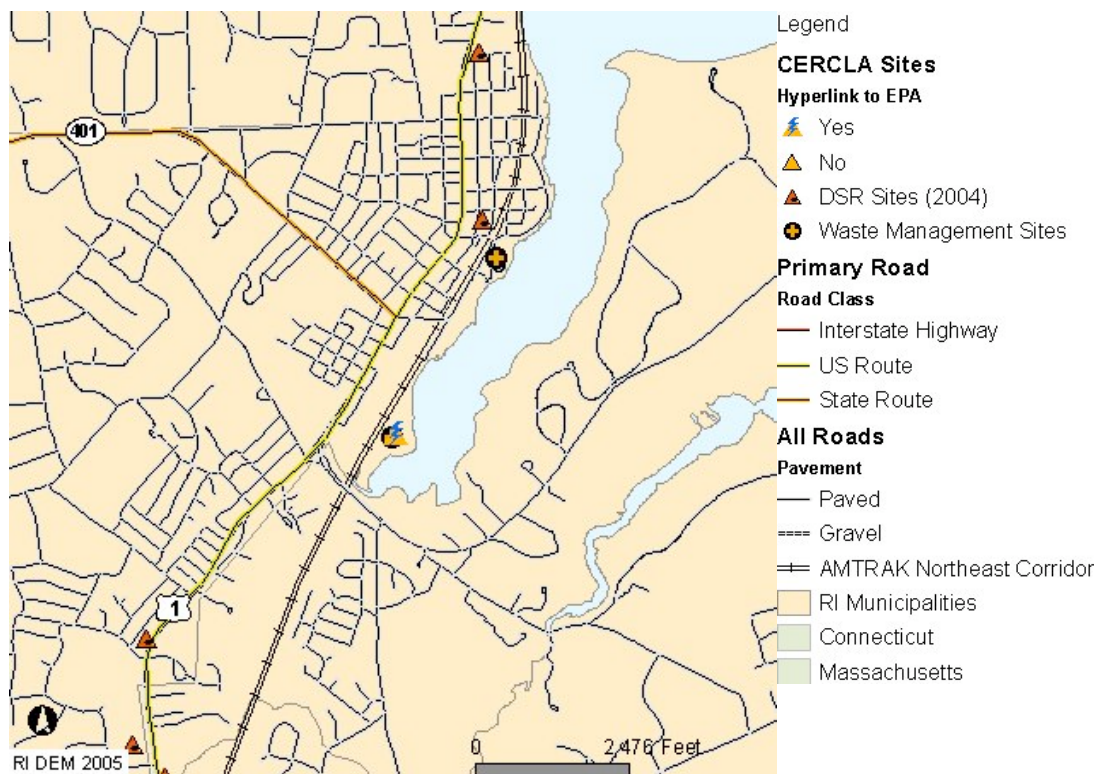 401
1
RI DEM 2005
0 2,476 Feet
Legend
CERCLA Sites
Hyperlink to EPA
Yes
No
DSR Sites (2004)
Waste Management Sites
Primary Road
Road Class
Interstate Highway
US Route
State Route
All Roads
Pavement
Paved
Gravel
AMTRAK Northeast Corridor
RI Municipalities
Connecticut
Massachusetts